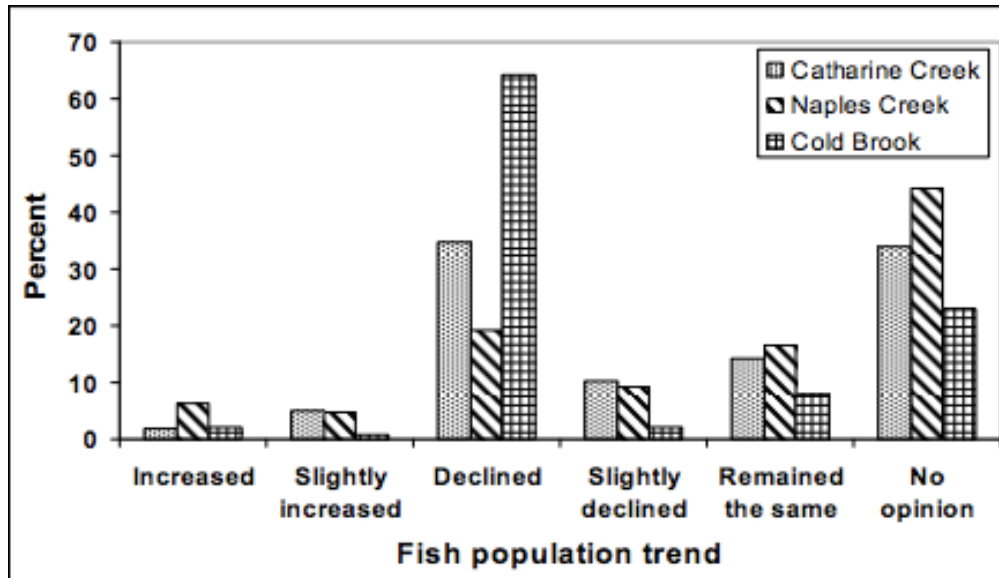 70
60
50
40
30
20
10
0
Percent
Catharine Creek
Naples Creek
Cold Brook
Increased
Slightly
increased
Declined
Slightly
declined
Remained
the same
No
opinion
Fish population trend